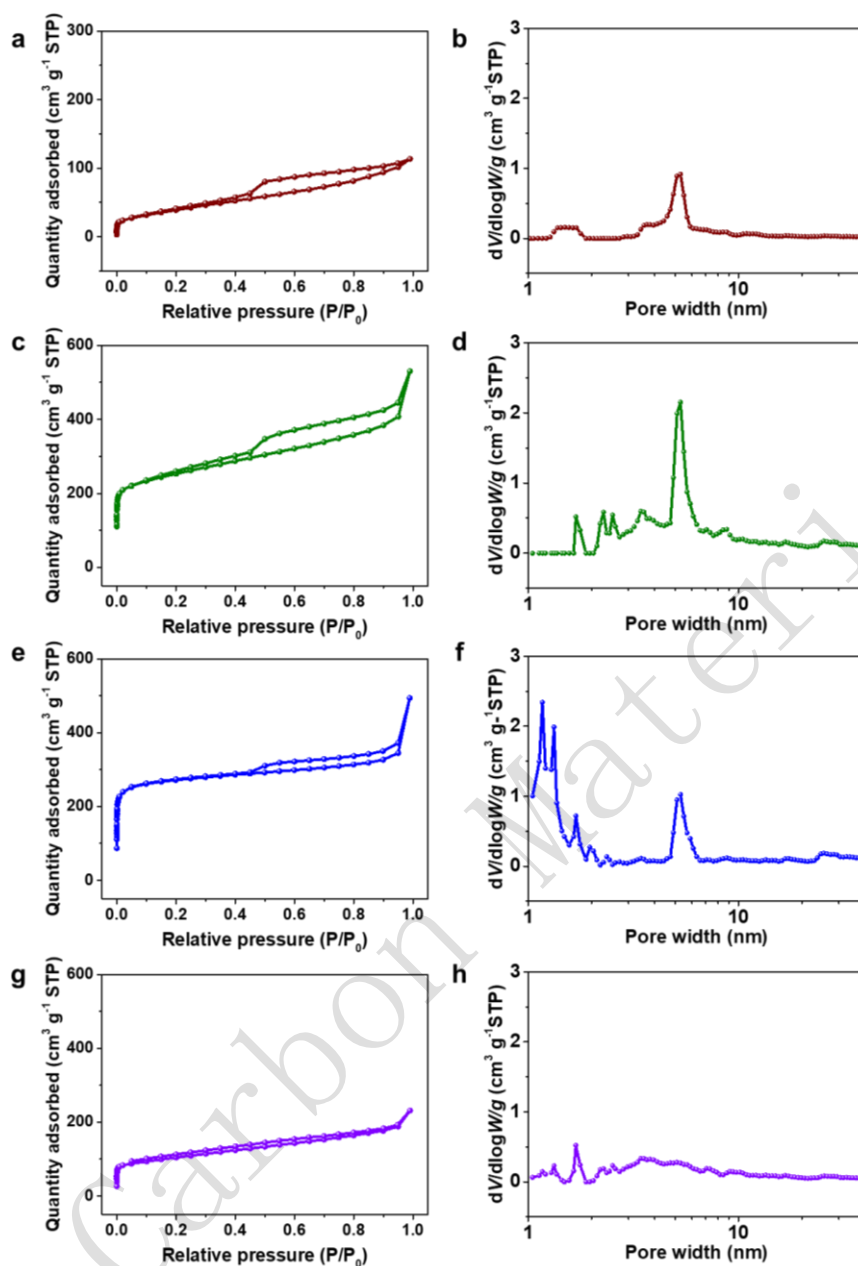 a
Quantity adsorbed (cm³ g⁻¹ STP)
300
200
100
0
0.0 0.2 0.4 0.6 0.8 1.0
Relative pressure (P/P₀)
b
dV/dlogW/g (cm³ g⁻¹STP)
3
2
1
0
1 10
Pore width (nm)
c
Quantity adsorbed (cm³ g⁻¹ STP)
600
400
200
0
0.0 0.2 0.4 0.6 0.8 1.0
Relative pressure (P/P₀)
d
dV/dlogW/g (cm³ g⁻¹STP)
3
2
1
0
1 10
Pore width (nm)
e
Quantity adsorbed (cm³ g⁻¹ STP)
600
400
200
0
0.0 0.2 0.4 0.6 0.8 1.0
Relative pressure (P/P₀)
f
dV/dlogW/g (cm³ g-¹STP)
3
2
1
0
1 10
Pore width (nm)
g
Quantity adsorbed (cm³ g⁻¹ STP)
600
400
200
0
0.0 0.2 0.4 0.6 0.8 1.0
Relative pressure (P/P₀)
h
dV/dlogW/g (cm³ g⁻¹STP)
3
2
1
0
1 10
Pore width (nm)
Carbon Materi